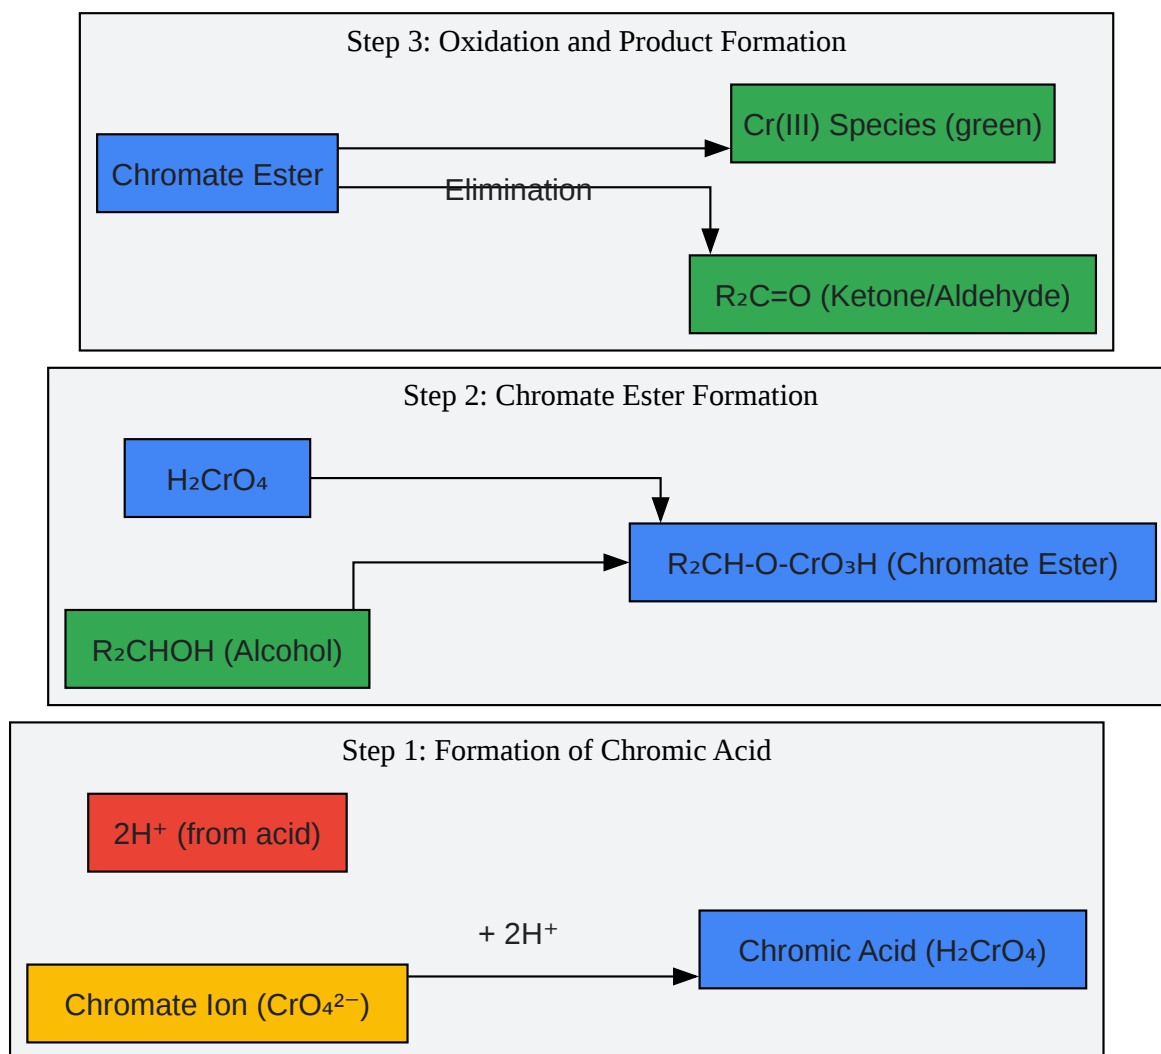 Step 3: Oxidation and Product Formation
Cr(III) Species (green)
Chromate Ester
Elimination
R₂C=O (Ketone/Aldehyde)
Step 2: Chromate Ester Formation
H₂CrO₄
R₂CH-O-CrO₃H (Chromate Ester)
R₂CHOH (Alcohol)
Step 1: Formation of Chromic Acid
2H⁺ (from acid)
+ 2H⁺
Chromic Acid (H₂CrO₄)
Chromate Ion (CrO₄²⁻)